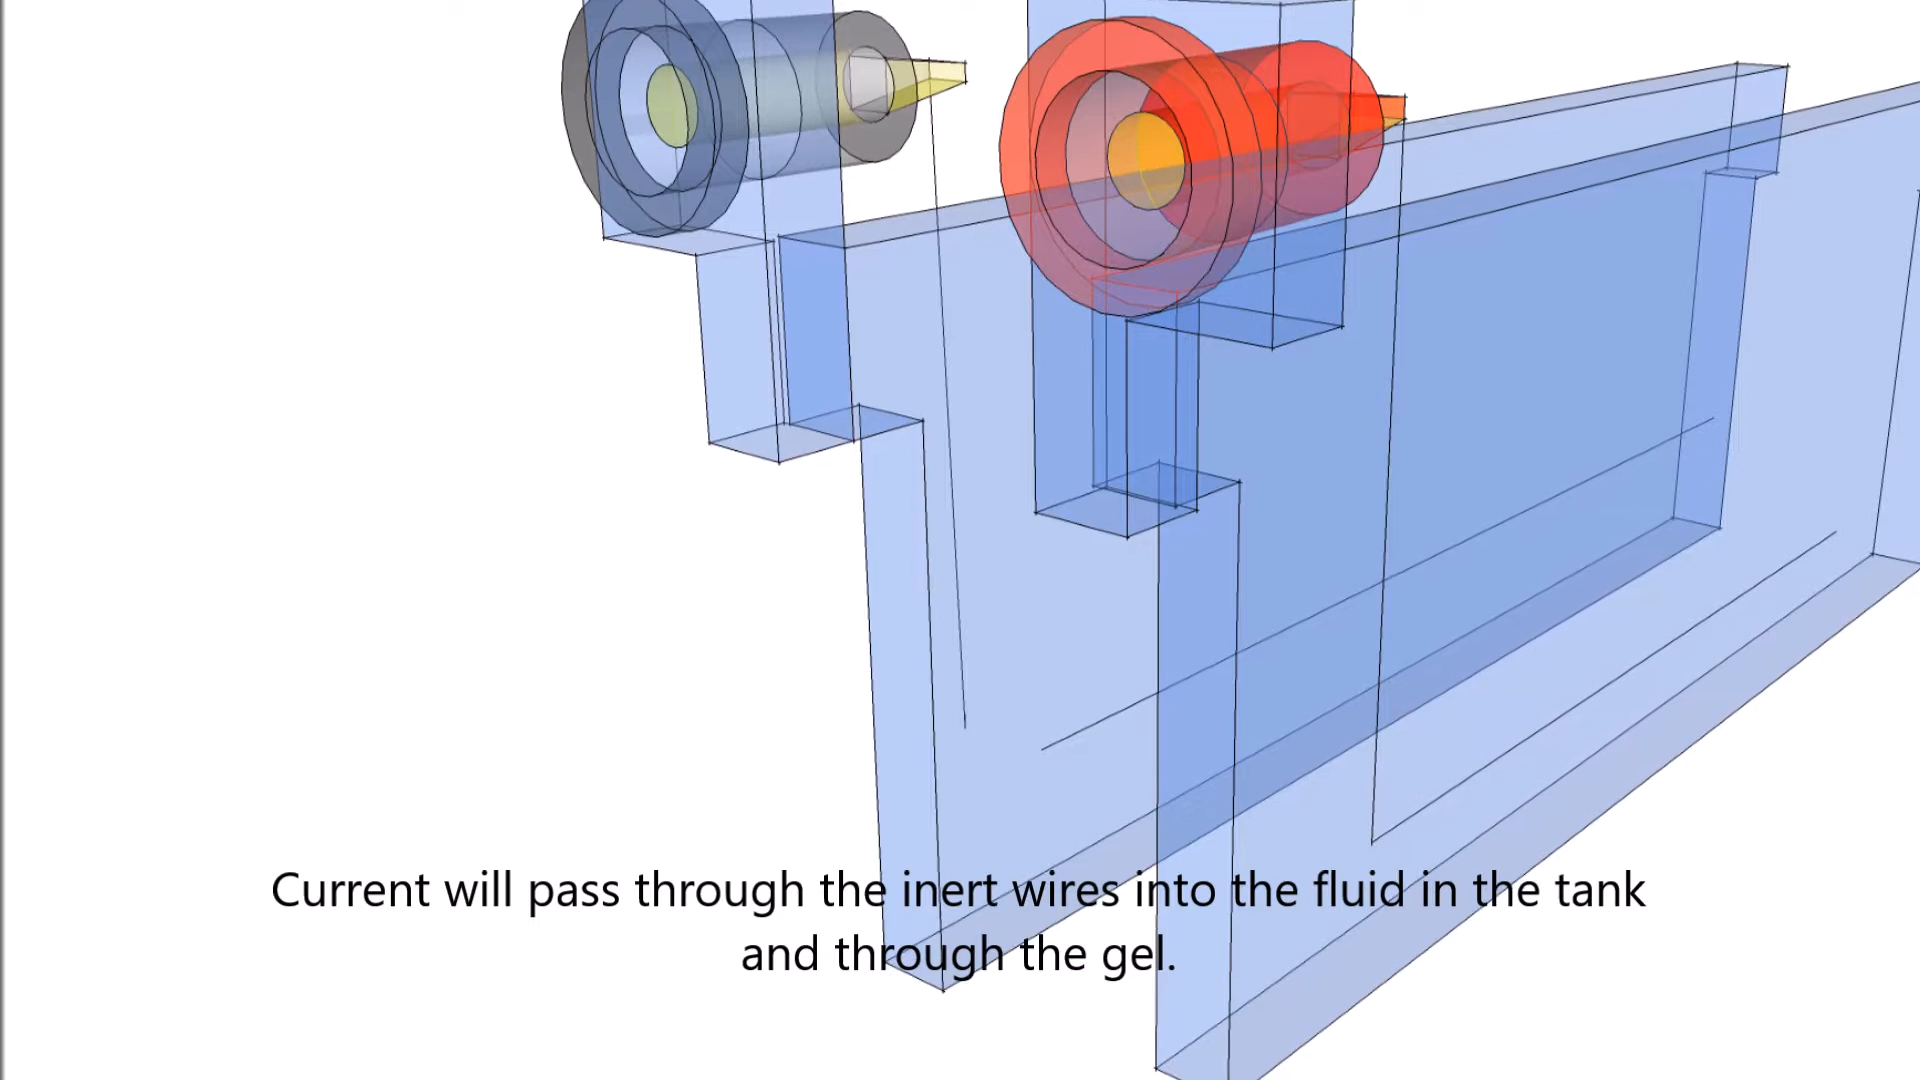 Current will pass through the inert wires into the fluid in the tank
and through the gel.